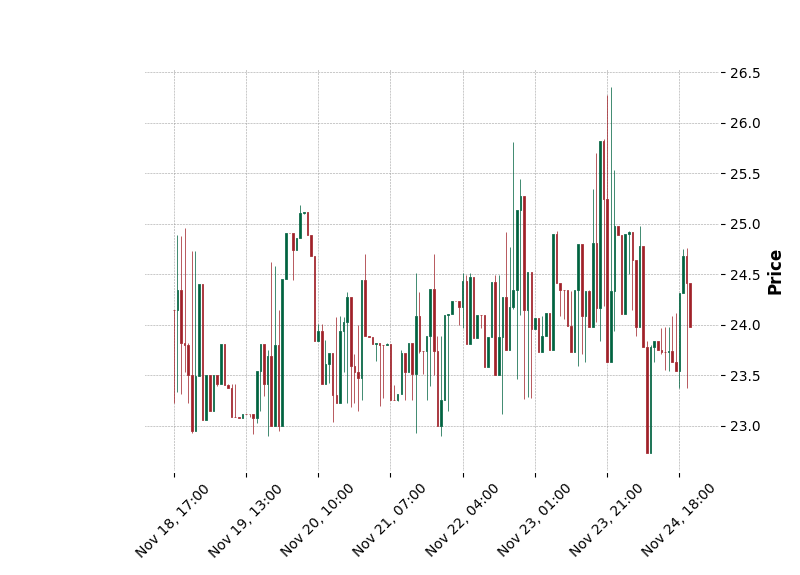 26.5
26.0
25.5
25.0
24.5
24.0
23.5
23.0
Price
Nov 18, 17:00
Nov 19, 13:00
Nov 20, 10:00
Nov 21, 07:00
Nov 22, 04:00
Nov 23, 01:00
Nov 23, 21:00
Nov 24, 18:00